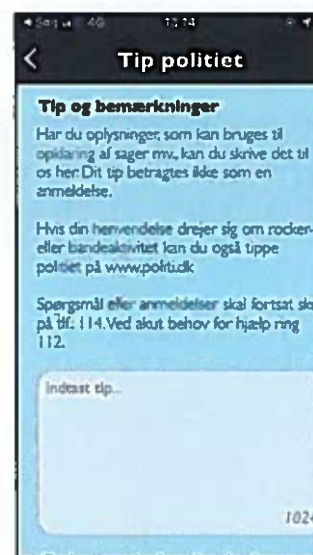 4G
Tip politiet
Tip og bemærkninger
Har du oplysninger, som kan bruges til
opklaring af sager mv., kan du skrive det til
os her. Dit tip betragtes ikke som en
anmeldelse.
Hvis din henvendelse drejer sig om rocker-
eller bandeaktivitet kan du også tippe
politiet på www.politi.dk
Spørgsmål eller anmeldelser skal fortsat ske
på tlf. 114. Ved akut behov for hjælp ring
112.
Indtast tip...
1024